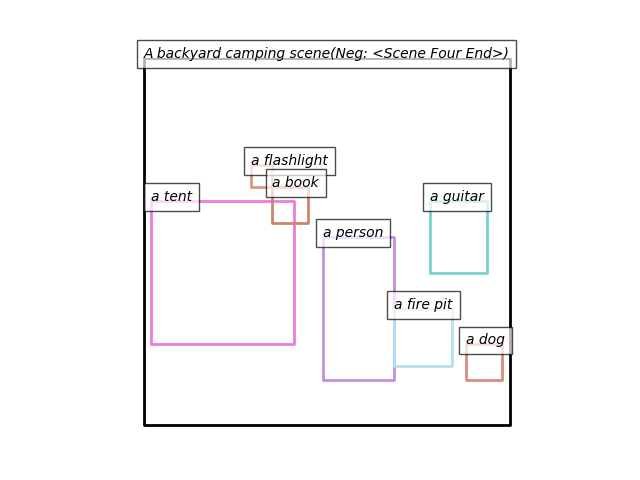 A backyard camping scene(Neg: <Scene Four End>)
a flashlight
a book
a tent
a guitar
a person
a fire pit
a dog